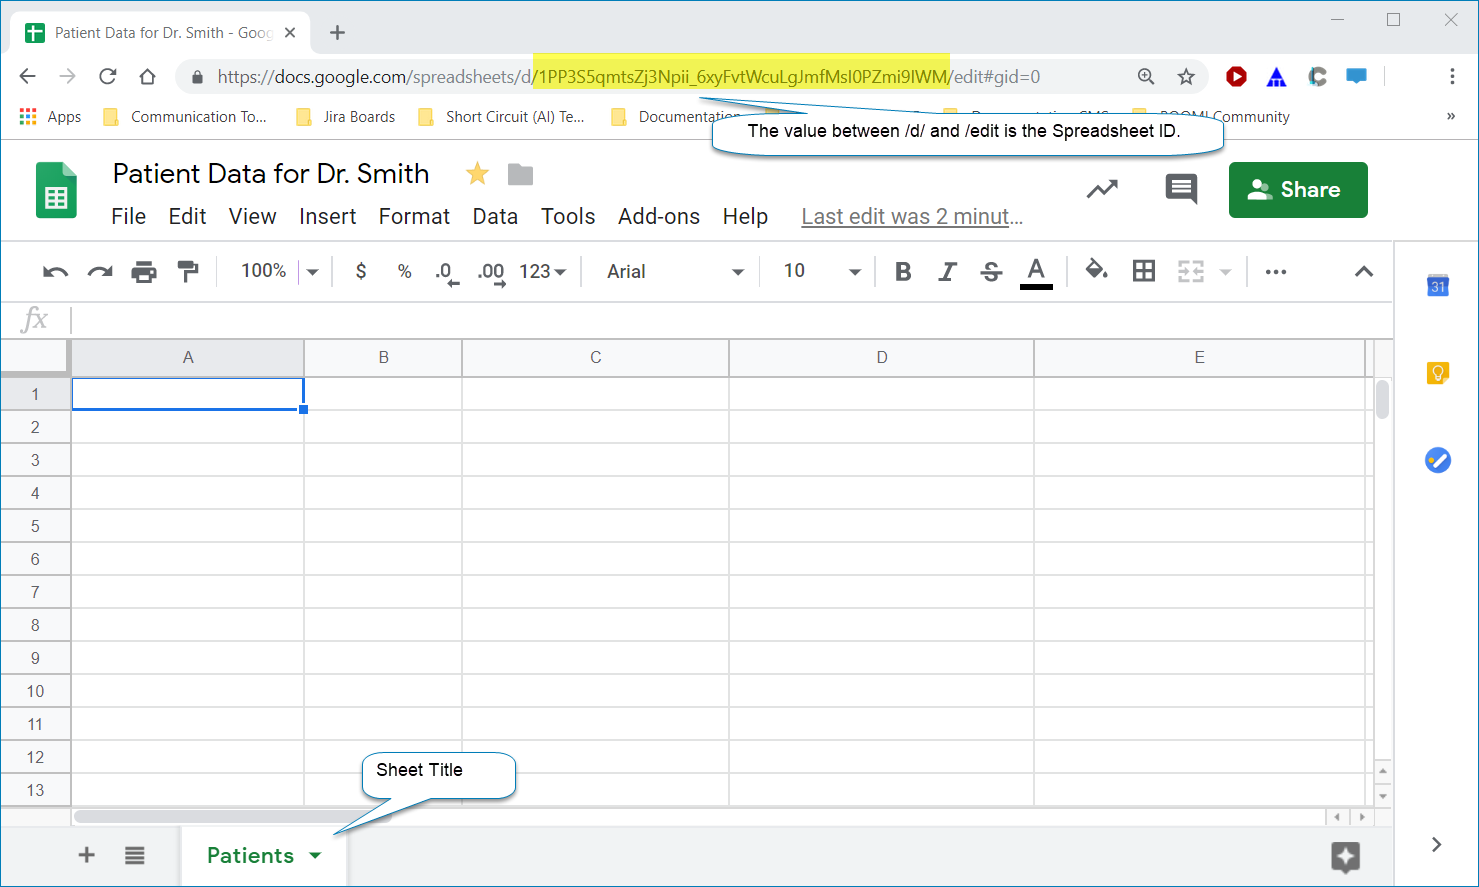 Patient Data for Dr. Smith - Goog
https://docs.google.com/spreadsheets/d/1PP3S5qmtsZj3Npii_6xyFvtWcuLgJmfMsI0PZmi9IWM/edit#gid=0
Apps Communication To... Jira Boards Short Circuit (AI) Te... Documentation Community »
The value between /d/ and /edit is the Spreadsheet ID.
Patient Data for Dr. Smith
Share
File Edit View Insert Format Data Tools Add-ons Help Last edit was 2 minut...
100% $ % .0 .00 123 Arial 10 B I S A
31
fx
A B C D E
1
2
3
4
5
6
7
8
9
10
11
12
13
Sheet Title
Patients